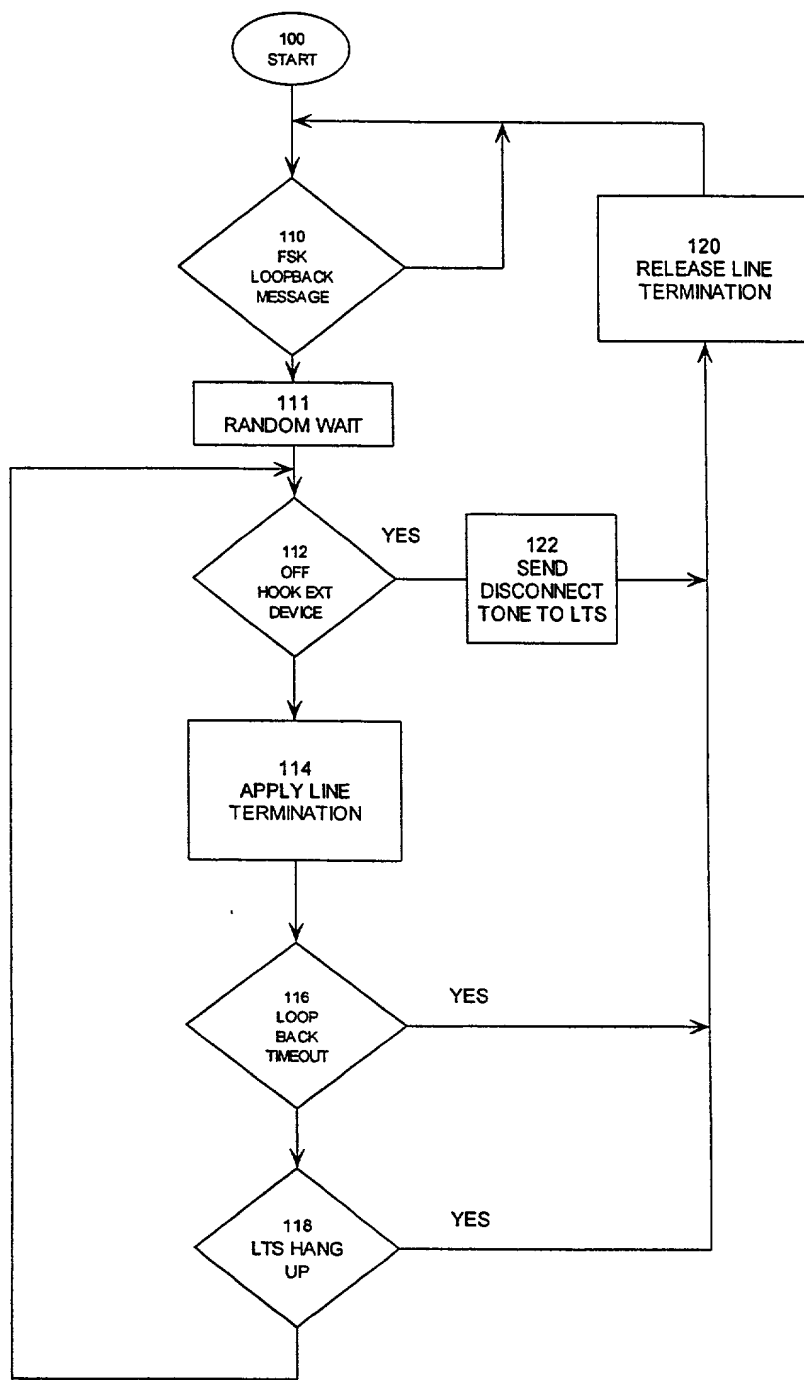 100
START
110
FSK
LOOPBACK
MESSAGE
120
RELEASE LINE
TERMINATION
111
RANDOM WAIT
112
OFF
HOOK EXT
DEVICE
YES
122
SEND
DISCONNECT
TONE TO LTS
114
APPLY LINE
TERMINATION
116
LOOP
BACK
TIMEOUT
YES
118
LTS HANG
UP
YES